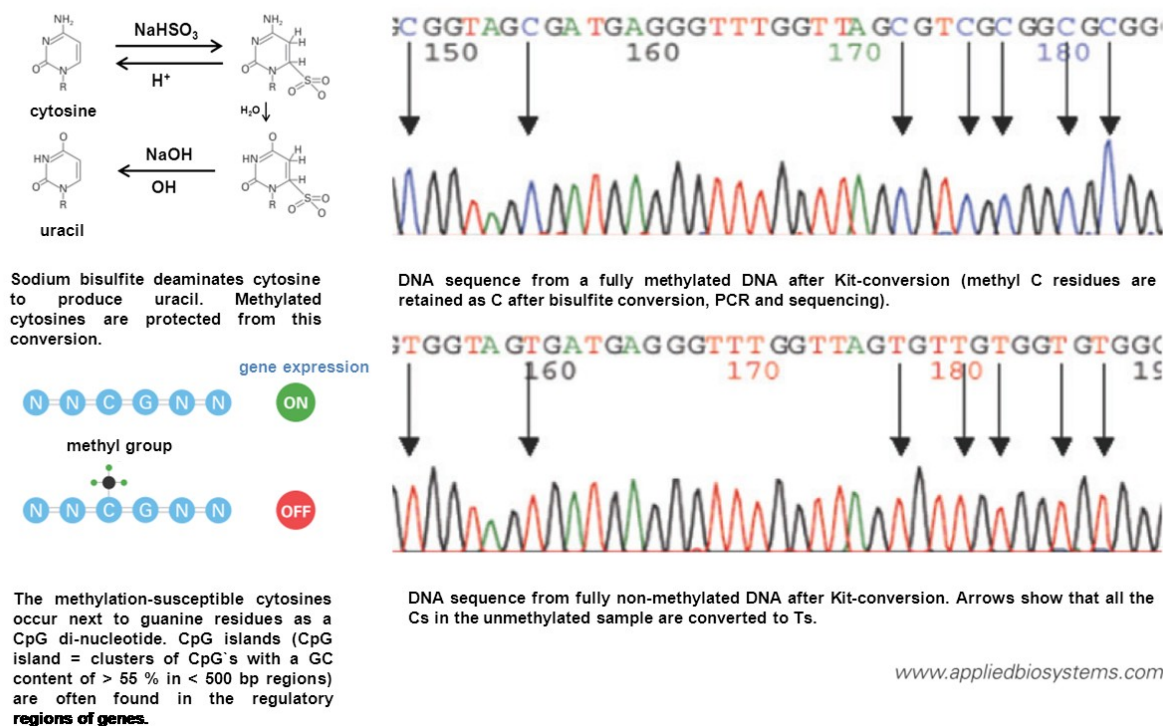 NH₂
N
O
N
R
cytosine
NaHSO₃
H⁺
NH₂
H
N
H
H
O
N
S
O
O
O
R
H₂O
O
HN
O
N
R
uracil
NaOH
OH
O
H
HN
H
H
O
N
S
O
O
O
R
Sodium bisulfite deaminates cytosine
to produce uracil. Methylated
cytosines are protected from this
conversion.
gene expression
N N C G N N ON
methyl group
N N C G N N OFF
The methylation-susceptible cytosines
occur next to guanine residues as a
CpG di-nucleotide. CpG islands (CpG
island = clusters of CpG`s with a GC
content of > 55 % in < 500 bp regions)
are often found in the regulatory
regions of genes.
GCGGTAGCGATGAGGGTTTGGTTAGCGTCGCGGCGCGGG
150 160 170 180
DNA sequence from a fully methylated DNA after Kit-conversion (methyl C residues are
retained as C after bisulfite conversion, PCR and sequencing).
GTGGTAGTGATGAGGGTTTGGTTAGTGTTGTGGTGTGGG
160 170 180 19
DNA sequence from fully non-methylated DNA after Kit-conversion. Arrows show that all the
Cs in the unmethylated sample are converted to Ts.
www.appliedbiosystems.com